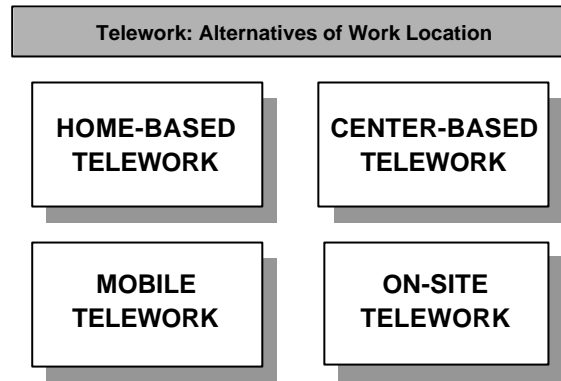 Telework: Alternatives of Work Location
HOME-BASED
TELEWORK
CENTER-BASED
TELEWORK
MOBILE
TELEWORK
ON-SITE
TELEWORK